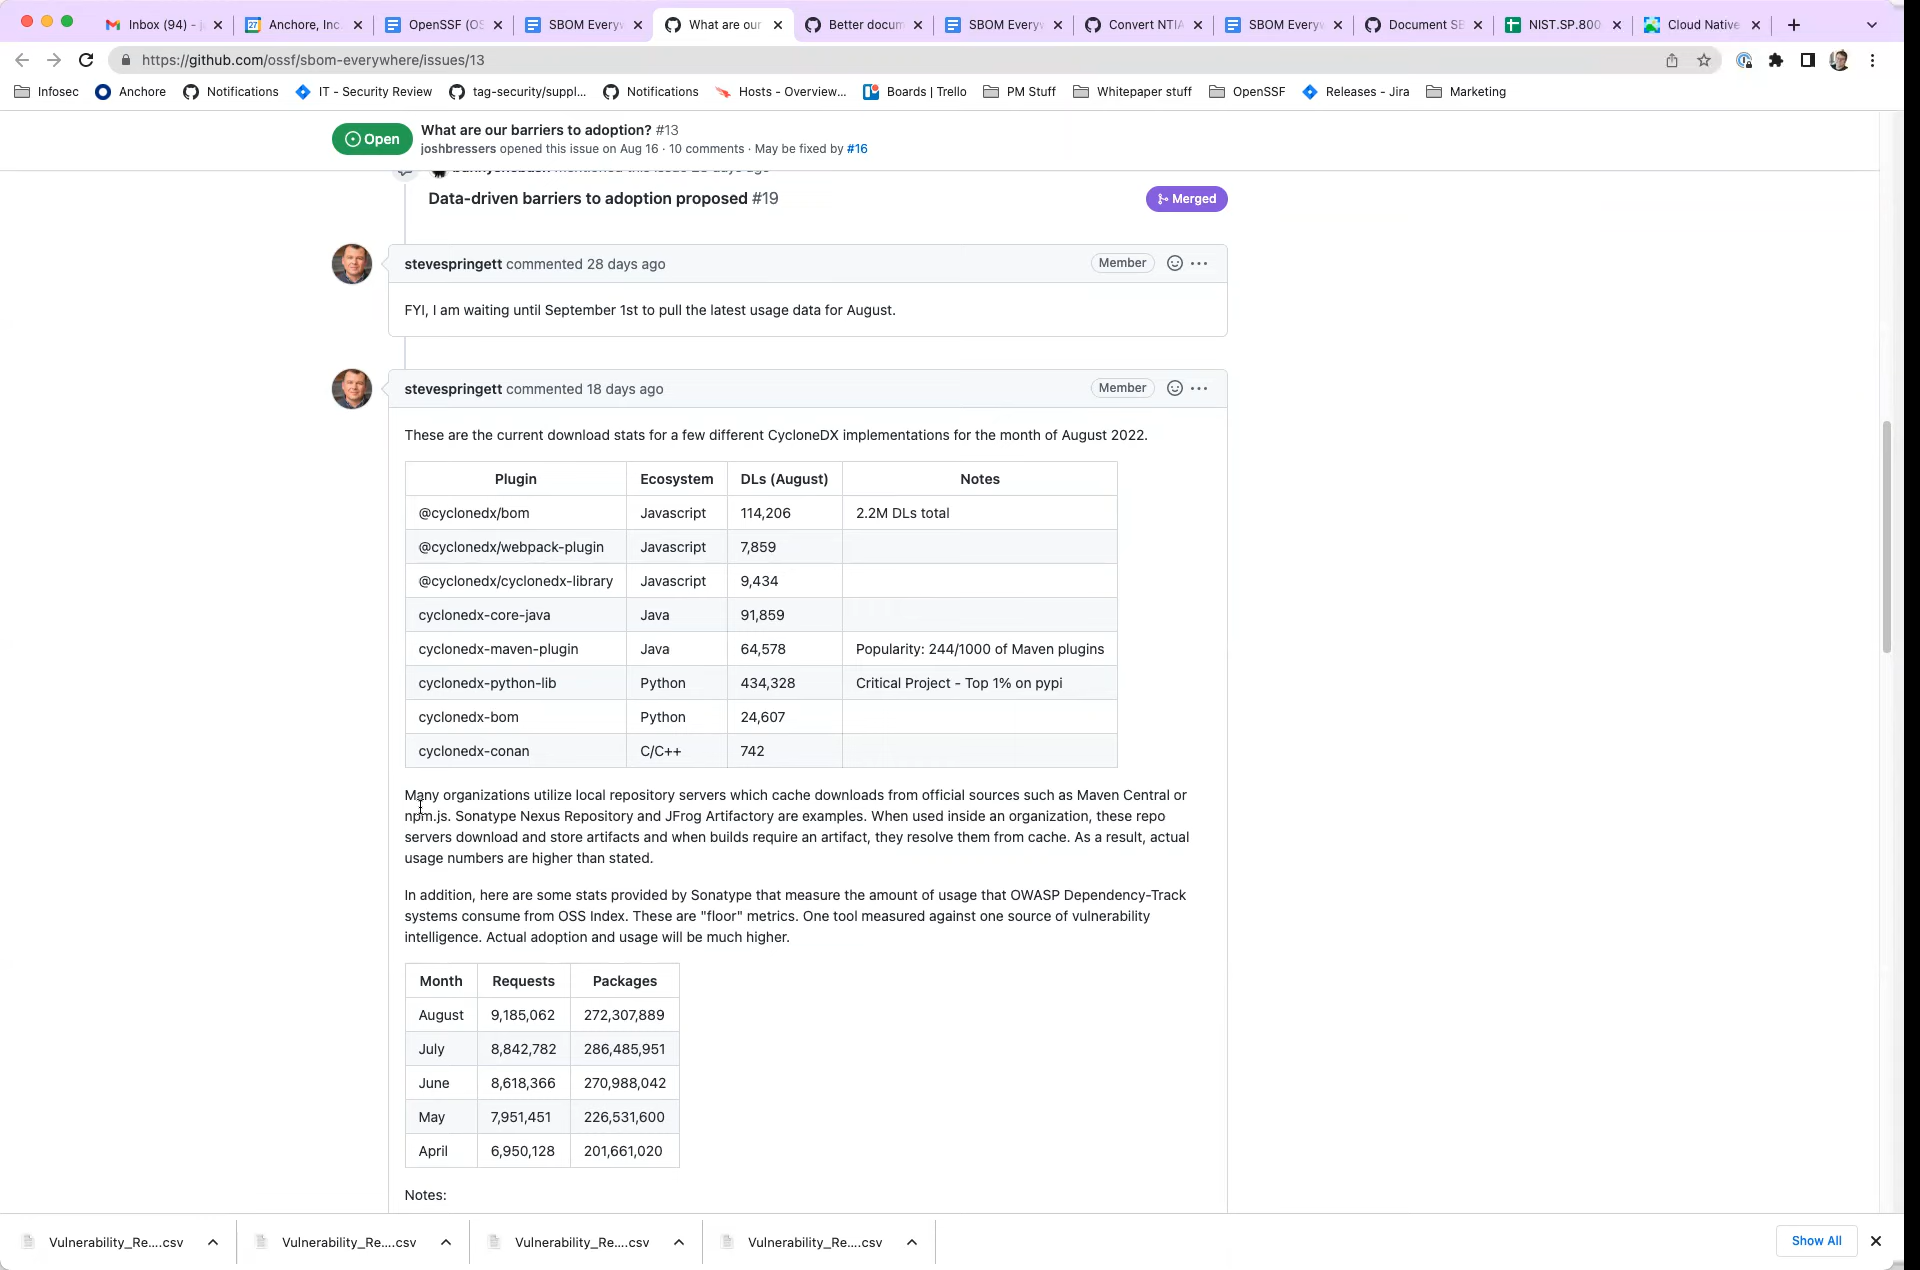 Inbox (94) -
Anchore, Inc.
OpenSSF (OS
SBOM Everyw
What are our
Better docum
SBOM Everyw
Convert NTIA
SBOM Everyw
Document SB
NIST.SP.800
Cloud Native
https://github.com/ossf/sbom-everywhere/issues/13
Infosec
Anchore
Notifications
IT - Security Review
tag-security/suppl...
Notifications
Hosts - Overview...
Boards | Trello
PM Stuff
Whitepaper stuff
OpenSSF
Releases - Jira
Marketing
Open
What are our barriers to adoption? #13
joshbressers opened this issue on Aug 16 · 10 comments · May be fixed by #16
Data-driven barriers to adoption proposed #19
Merged
stevespringett commented 28 days ago
Member
FYI, I am waiting until September 1st to pull the latest usage data for August.
stevespringett commented 18 days ago
Member
These are the current download stats for a few different CycloneDX implementations for the month of August 2022.
Plugin Ecosystem DLs (August) Notes
@cyclonedx/bom Javascript 114,206 2.2M DLs total
@cyclonedx/webpack-plugin Javascript 7,859
@cyclonedx/cyclonedx-library Javascript 9,434
cyclonedx-core-java Java 91,859
cyclonedx-maven-plugin Java 64,578 Popularity: 244/1000 of Maven plugins
cyclonedx-python-lib Python 434,328 Critical Project - Top 1% on pypi
cyclonedx-bom Python 24,607
cyclonedx-conan C/C++ 742
Many organizations utilize local repository servers which cache downloads from official sources such as Maven Central or
npm.js. Sonatype Nexus Repository and JFrog Artifactory are examples. When used inside an organization, these repo
servers download and store artifacts and when builds require an artifact, they resolve them from cache. As a result, actual
usage numbers are higher than stated.
In addition, here are some stats provided by Sonatype that measure the amount of usage that OWASP Dependency-Track
systems consume from OSS Index. These are "floor" metrics. One tool measured against one source of vulnerability
intelligence. Actual adoption and usage will be much higher.
Month Requests Packages
August 9,185,062 272,307,889
July 8,842,782 286,485,951
June 8,618,366 270,988,042
May 7,951,451 226,531,600
April 6,950,128 201,661,020
Notes:
Vulnerability_Re....csv
Vulnerability_Re....csv
Vulnerability_Re....csv
Vulnerability_Re....csv
Show All